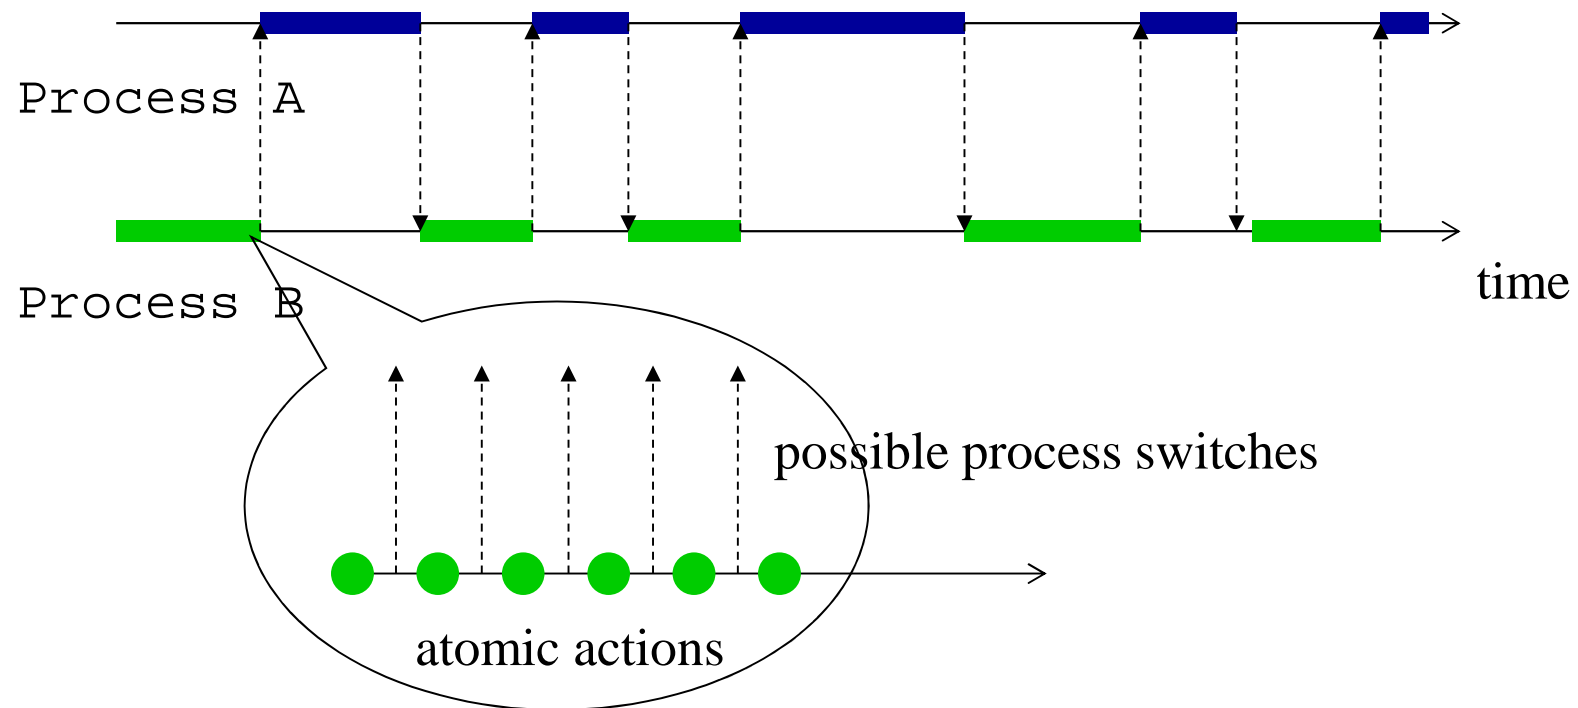 Process A
Process B
time
possible process switches
atomic actions